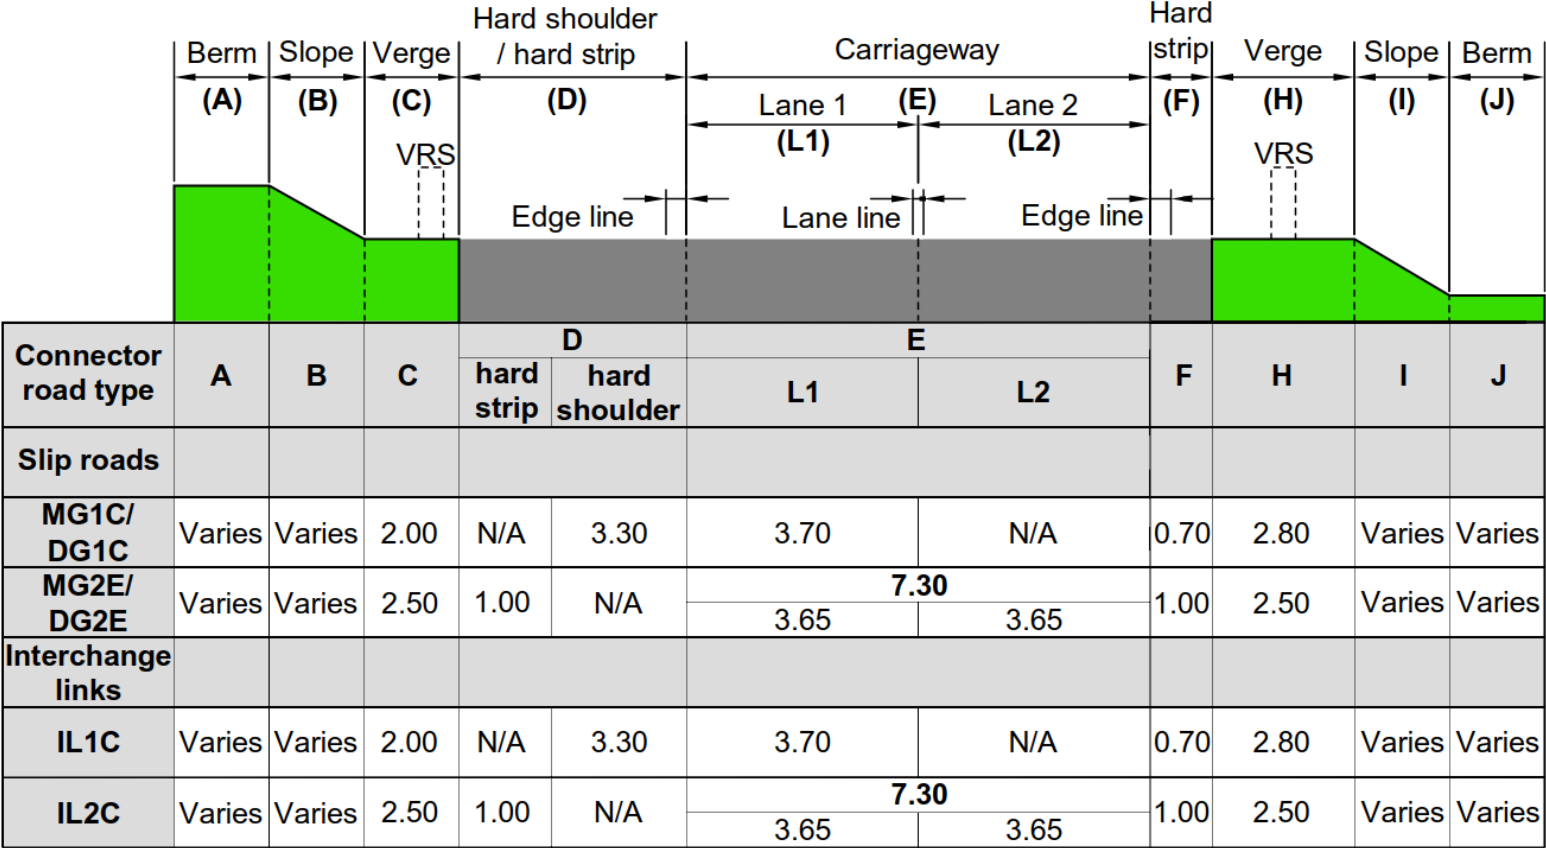 Hard shoulder
/ hard strip
Hard
strip
Berm
Slope
Verge
Carriageway
Verge
Slope
Berm
(A)
(B)
(C)
(D)
Lane 1
(E)
Lane 2
(F)
(H)
(I)
(J)
(L1)
(L2)
VRS
VRS
Edge line
Lane line
Edge line
Connector
road type
A
B
C
D
hard
strip
hard
shoulder
E
L1
L2
F
H
I
J
Slip roads
MG1C/
DG1C
Varies
Varies
2.00
N/A
3.30
3.70
N/A
0.70
2.80
Varies
Varies
MG2E/
DG2E
Varies
Varies
2.50
1.00
N/A
7.30
3.65
3.65
1.00
2.50
Varies
Varies
Interchange
links
IL1C
Varies
Varies
2.00
N/A
3.30
3.70
N/A
0.70
2.80
Varies
Varies
IL2C
Varies
Varies
2.50
1.00
N/A
7.30
3.65
3.65
1.00
2.50
Varies
Varies